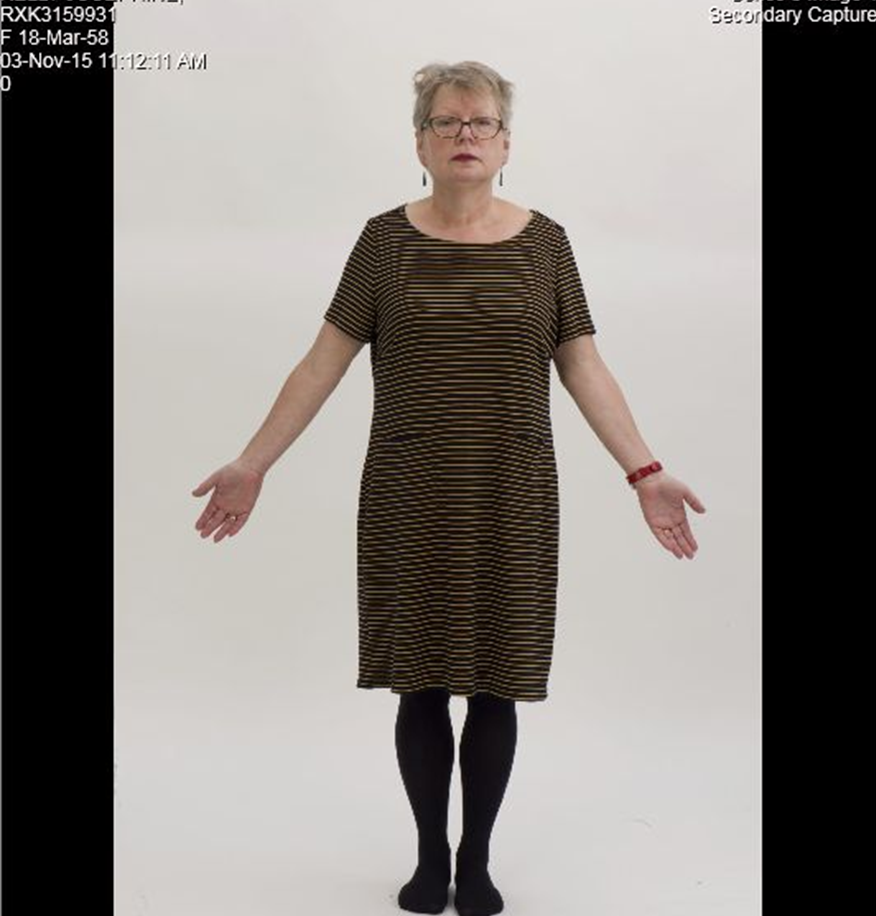 RXK3159931
F 18-Mar-58
03-Nov-15 11:12:11 AM
0
Secondary Capture